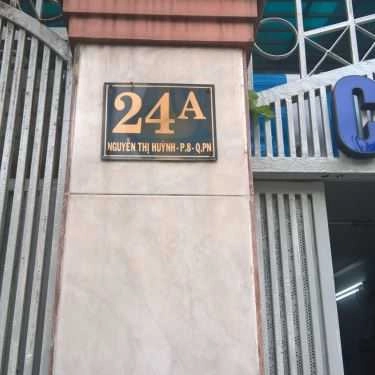 24A
NGUYỄN THỊ HUỲNH - P.8 - Q.PN